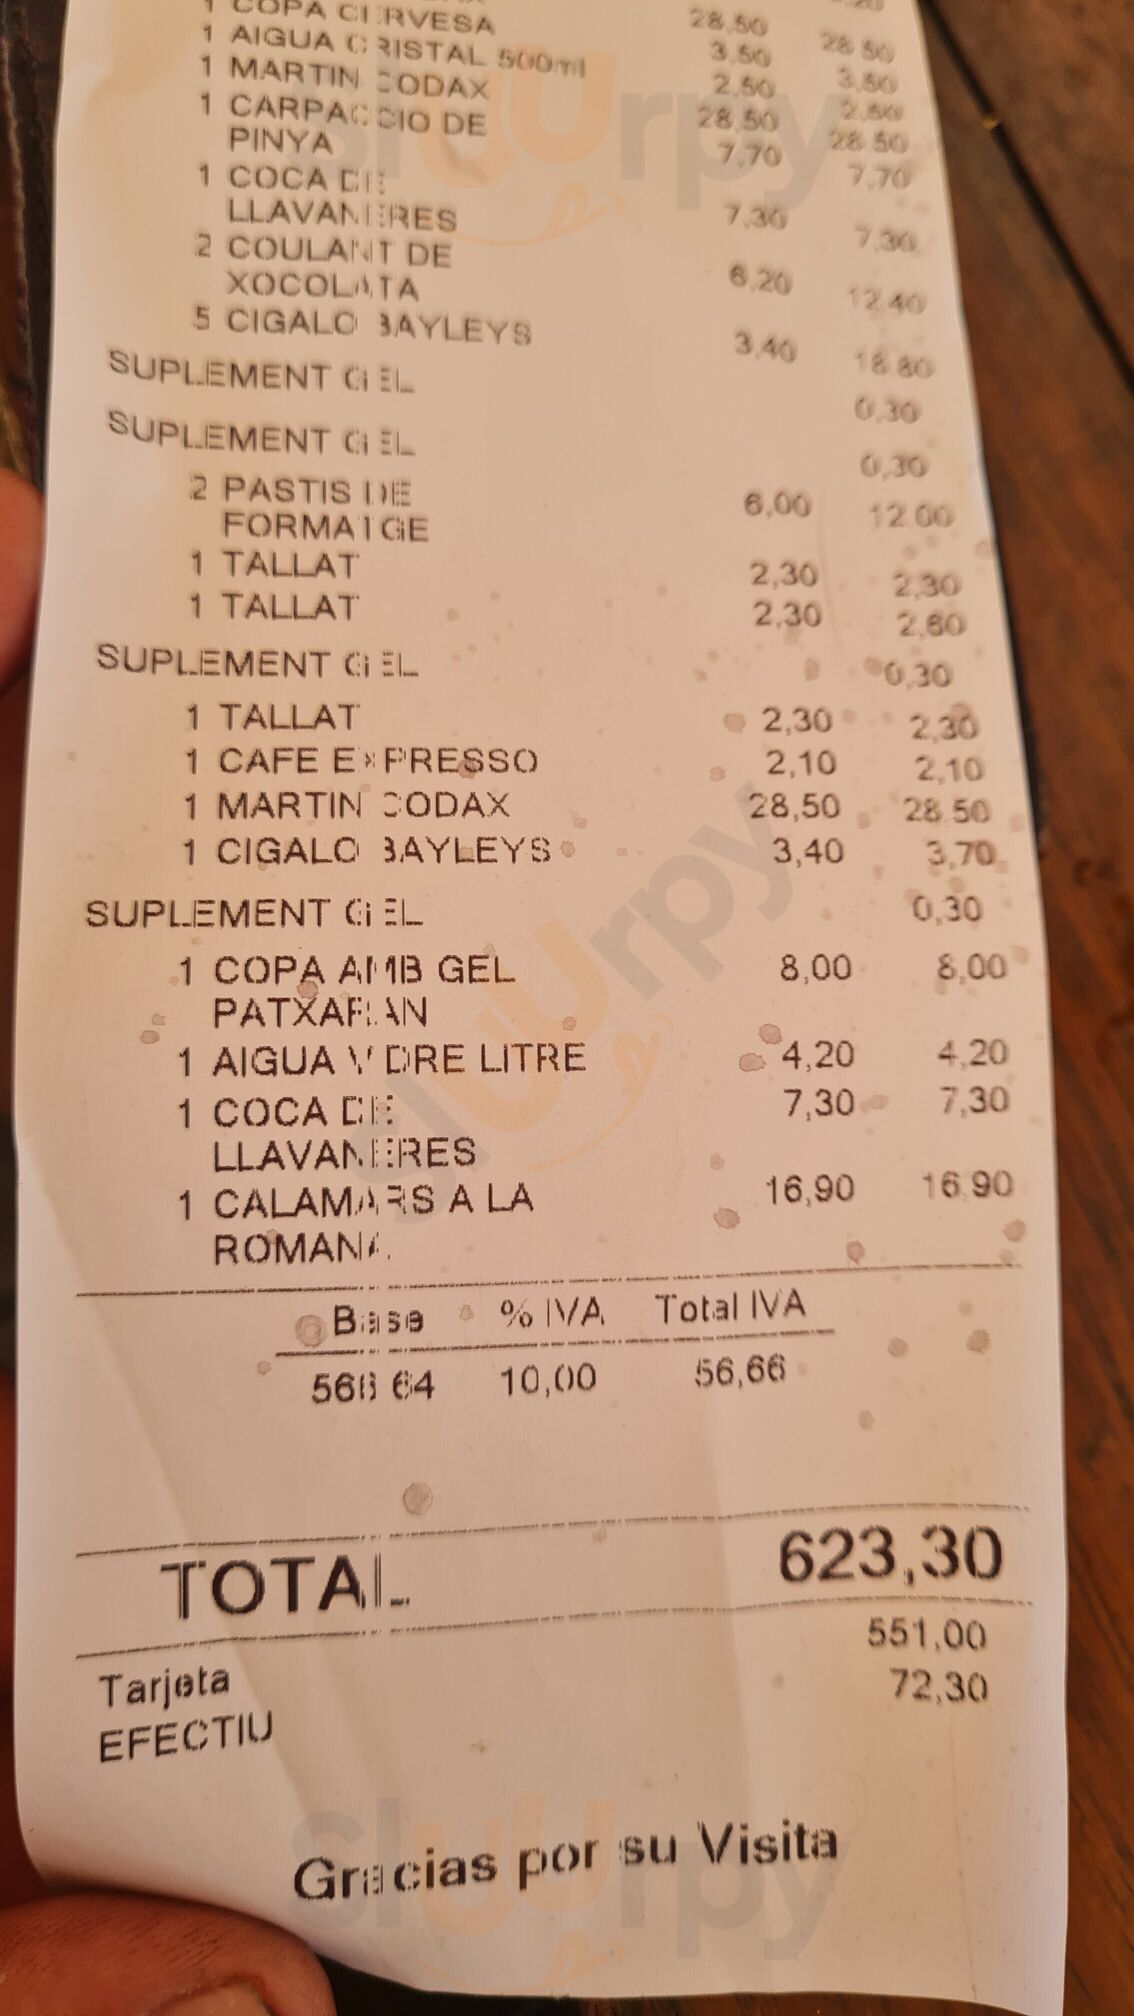 1 COPA CERVESA 28,50 28,50
1 AIGUA CRISTAL 500ml 3,50 3,50
1 MARTIN CODAX 2,50 2,50
1 CARPACCIO DE 28,50 28,50
PINYA 7,70 7,70
1 COCA DE
LLAVANERES 7,30 7,30
2 COULANT DE
XOCOLATA 6,20 12,40
5 CIGALO BAYLEYS 3,40 18,80
SUPLEMENT GEL 0,30
SUPLEMENT GEL 0,30
2 PASTIS DE 6,00 12,00
FORMATGE
1 TALLAT 2,30 2,30
1 TALLAT 2,30 2,60
SUPLEMENT GEL 0,30
1 TALLAT 2,30 2,30
1 CAFE EXPRESSO 2,10 2,10
1 MARTIN CODAX 28,50 28,50
1 CIGALO BAYLEYS 3,40 3,70
SUPLEMENT GEL 0,30
1 COPA AMB GEL 8,00 8,00
PATXARAN
1 AIGUA VIDRE LITRE 4,20 4,20
1 COCA DE 7,30 7,30
LLAVANERES
1 CALAMARS A LA 16,90 16,90
ROMANA
Base % IVA Total IVA
566 64 10,00 56,66
TOTAL 623,30
551,00
Tarjeta 72,30
EFECTIU
Gracias por su Visita
sluurpy
sluurpy
sluurpy